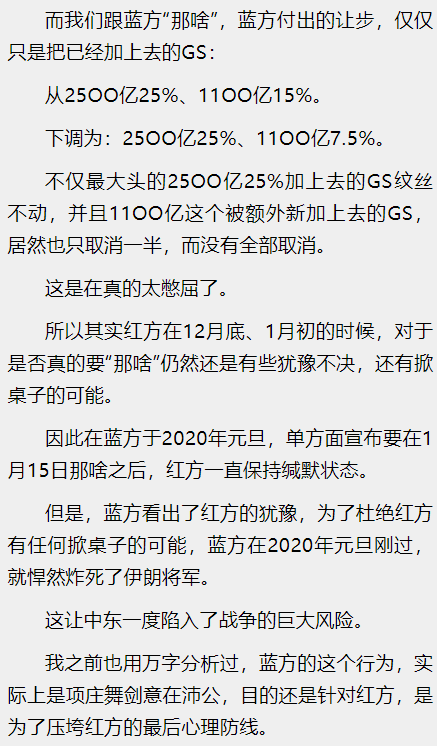 而我们跟蓝方“那啥”，蓝方付出的让步，仅仅
只是把已经加上去的GS：
从25OO亿25%、11OO亿15%。
下调为：25OO亿25%、11OO亿7.5%。
不仅最大头的25OO亿25%加上去的GS纹丝
不动，并且11OO亿这个被额外新加上去的GS，
居然也只取消一半，而没有全部取消。
这是在真的太憋屈了。
所以其实红方在12月底、1月初的时候，对于
是否真的要“那啥”仍然还是有些犹豫不决，还有掀
桌子的可能。
因此在蓝方于2020年元旦，单方面宣布要在1
月15日那啥之后，红方一直保持缄默状态。
但是，蓝方看出了红方的犹豫，为了杜绝红方
有任何掀桌子的可能，蓝方在2020年元旦刚过，
就悍然炸死了伊朗将军。
这让中东一度陷入了战争的巨大风险。
我之前也用万字分析过，蓝方的这个行为，实
际上是项庄舞剑意在沛公，目的还是针对红方，是
为了压垮红方的最后心理防线。